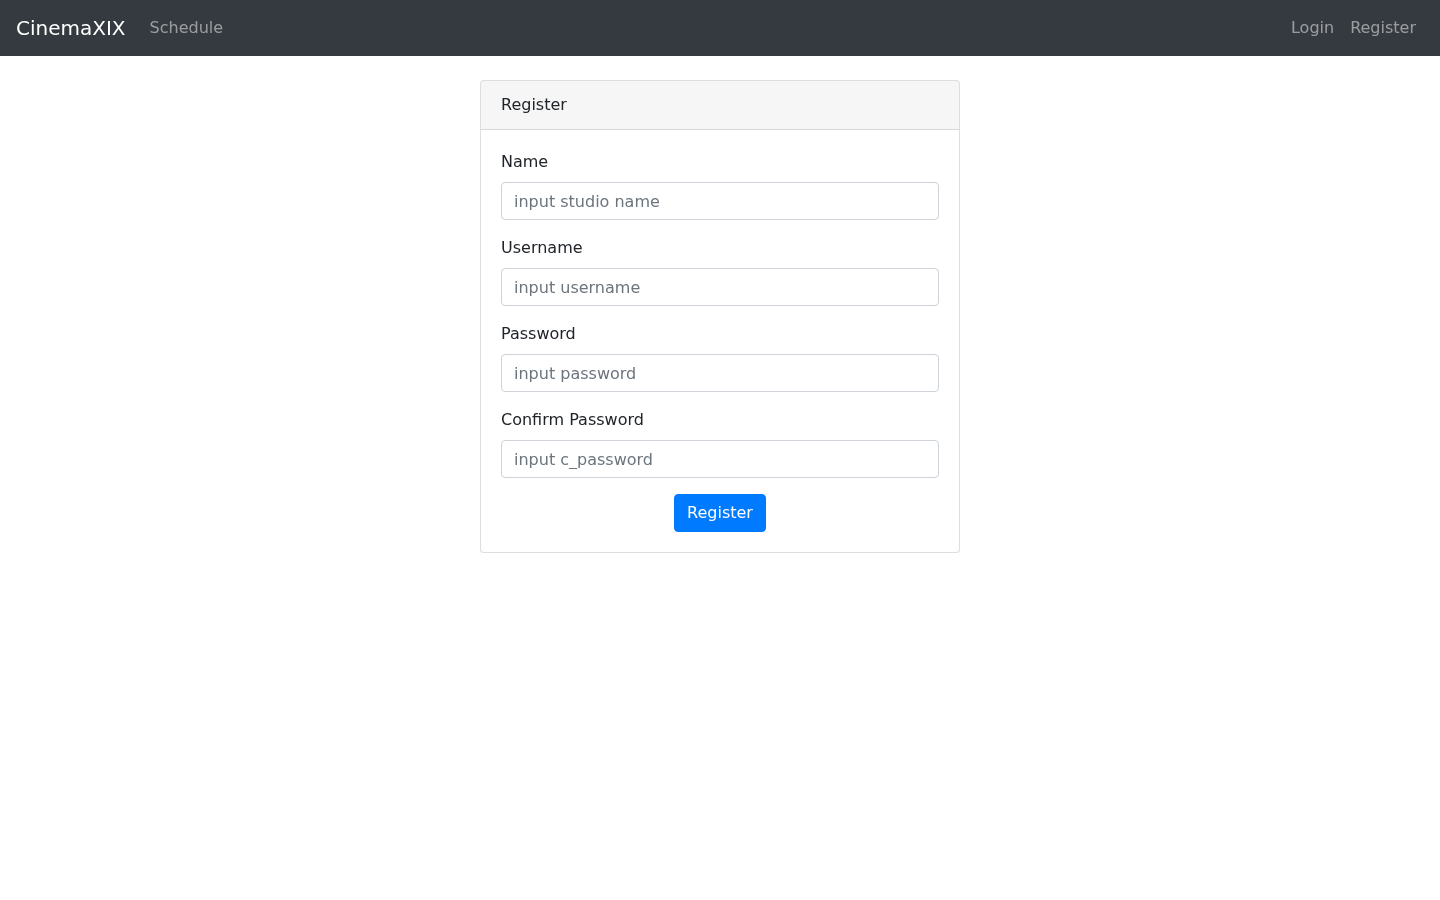 CinemaXIX Schedule Login Register
Register
Name
input studio name
Username
input username
Password
input password
Confirm Password
input c_password
Register